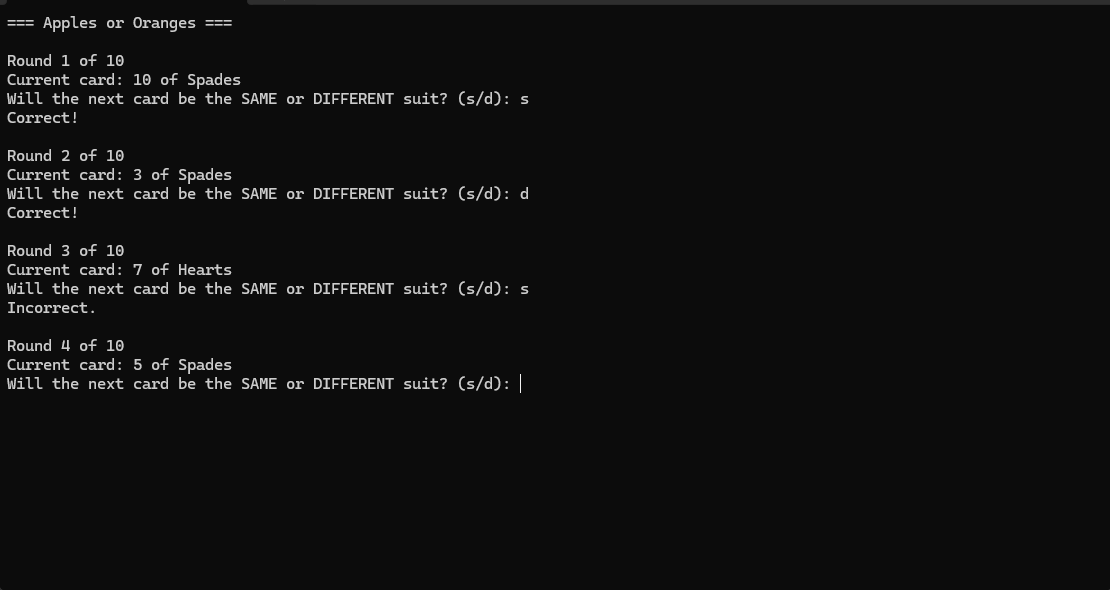 === Apples or Oranges ===
Round 1 of 10
Current card: 10 of Spades
Will the next card be the SAME or DIFFERENT suit? (s/d): s
Correct!
Round 2 of 10
Current card: 3 of Spades
Will the next card be the SAME or DIFFERENT suit? (s/d): d
Correct!
Round 3 of 10
Current card: 7 of Hearts
Will the next card be the SAME or DIFFERENT suit? (s/d): s
Incorrect.
Round 4 of 10
Current card: 5 of Spades
Will the next card be the SAME or DIFFERENT suit? (s/d):